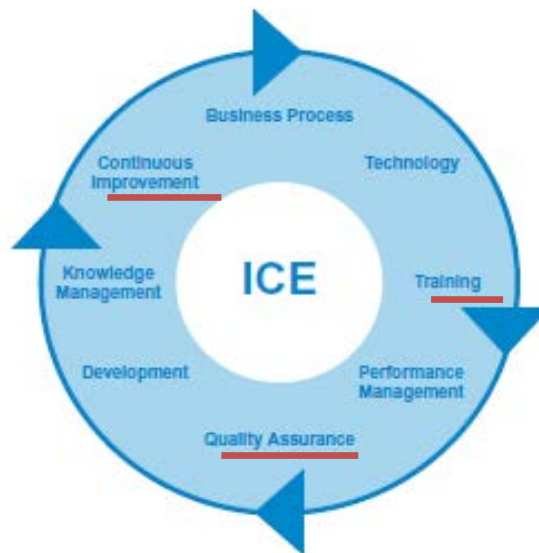 Business Process
Technology
Training
Performance
Management
Quality Assurance
Development
Knowledge
Management
Continuous
Improvement
ICE